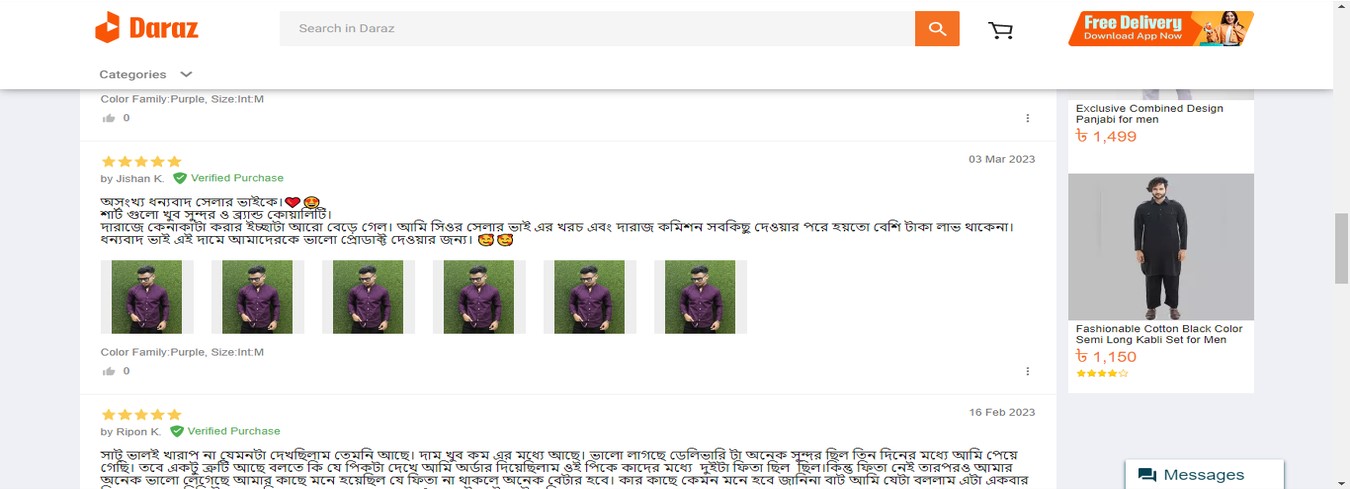 Daraz
Search in Daraz
Free Delivery
Download App Now
Categories
Color Family:Purple, Size:Int:M
0
03 Mar 2023
by Jishan K. Verified Purchase
অসংখ্য ধন্যবাদ সেলার ভাইকে।❤️😍
শার্ট গুলো খুব সুন্দর ও ব্র্যান্ড কোয়ালিটি।
দারাজে কেনাকাটা করার ইচ্ছাটা আরো বেড়ে গেল। আমি সিওর সেলার ভাই এর খরচ এবং দারাজ কমিশন সবকিছু দেওয়ার পরে হয়তো বেশি টাকা লাভ থাকেনা।
ধন্যবাদ ভাই এই দামে আমাদেরকে ভালো প্রোডাক্ট দেওয়ার জন্য। 🥰🥰
Color Family:Purple, Size:Int:M
0
16 Feb 2023
by Ripon K. Verified Purchase
সার্ট ভালই খারাপ না যেমনটা দেখছিলাম তেমনি আছে। দাম খুব কম এর মধ্যে আছে। ভালো লাগছে ডেলিভারি টা অনেক সুন্দর ছিল তিন দিনের মধ্যে আমি পেয়ে
গেছি। তবে একটু ত্রুটি আছে বলতে কি যে পিকটা দেখে আমি অর্ডার দিয়েছিলাম ওই পিকে কাদের মধ্যে দুইটা ফিতা ছিল ছিল।কিন্তু ফিতা নেই তারপরও আমার
অনেক ভালো লেগেছে আমার কাছে মনে হয়েছিল যে ফিতা না থাকলে অনেক বেটার হবে। কার কাছে কেমন মনে হবে জানিনা বাট আমি যেটা বললাম এটা একবার
Exclusive Combined Design
Panjabi for men
৳ 1,499
Fashionable Cotton Black Color
Semi Long Kabli Set for Men
৳ 1,150
Messages